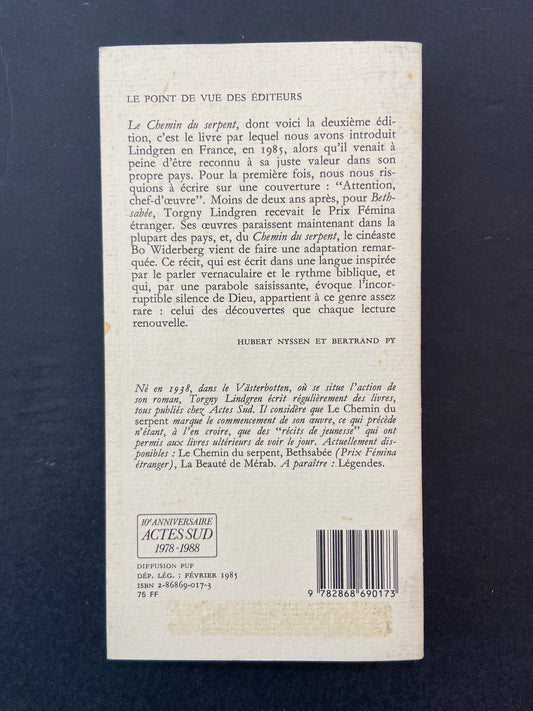 LE POINT DE VUE DES ÉDITEURS
Le Chemin du serpent, dont voici la deuxième édi-
tion, c'est le livre par lequel nous avons introduit
Lindgren en France, en 1985, alors qu'il venait à
peine d'être reconnu à sa juste valeur dans son
propre pays. Pour la première fois, nous nous ris-
quions à écrire sur une couverture : “Attention,
chef-d'œuvre”. Moins de deux ans après, pour Beth-
sabée, Torgny Lindgren recevait le Prix Fémina
étranger. Ses œuvres paraissent maintenant dans la
plupart des pays, et, du Chemin du serpent, le cinéaste
Bo Widerberg vient de faire une adaptation remar-
quée. Ce récit, qui est écrit dans une langue inspirée
par le parler vernaculaire et le rythme biblique, et
qui, par une parabole saisissante, évoque l'incor-
ruptible silence de Dieu, appartient à ce genre assez
rare : celui des découvertes que chaque lecture
renouvelle.
HUBERT NYSSEN ET BERTRAND PY
Né en 1938, dans le Västerbotten, où se situe l'action de
son roman, Torgny Lindgren écrit régulièrement des livres,
tous publiés chez Actes Sud. Il considère que Le Chemin du
serpent marque le commencement de son œuvre, ce qui précède
n'étant, à l'en croire, que des “récits de jeunesse” qui ont
permis aux livres ultérieurs de voir le jour. Actuellement dis-
ponibles : Le Chemin du serpent, Bethsabée (Prix Fémina
étranger), La Beauté de Mérab. A paraître : Légendes.
10e ANNIVERSAIRE
ACTES SUD
1978-1988
DIFFUSION PUF
DÉP. LÉG. : FÉVRIER 1985
ISBN 2-86869-017-3
75 FF
9 782868 690173